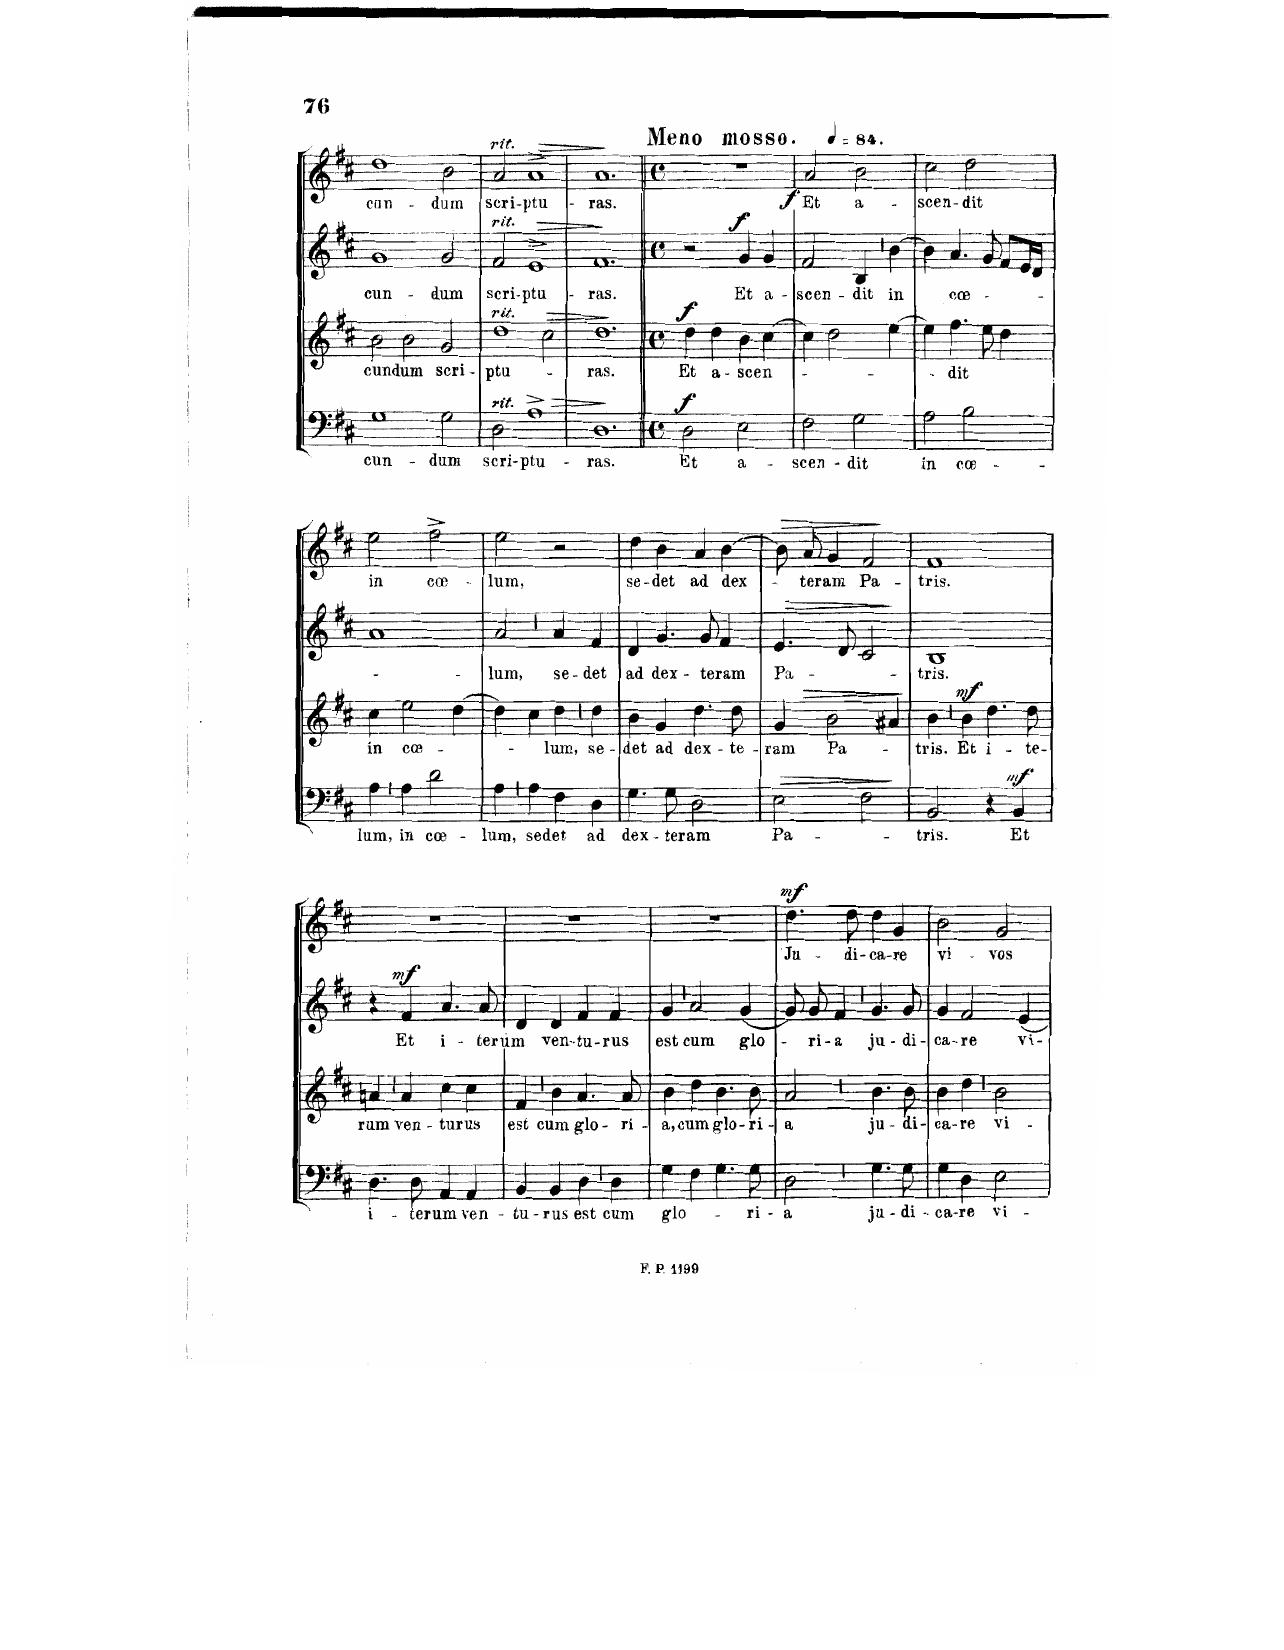 76
Meno mosso. ♩ = 84.
rit.
cun - dum scri-ptu - ras. f Et a - scen-dit
rit. f
cun - dum scri-ptu - ras. Et a-scen-dit in cœ -
rit. f
cundum scri-ptu - ras. Et a-scen - dit
rit. f
cun - dum scri-ptu - ras. Et a - scen-dit in cœ -
in cœ - lum, se-det ad dex - teram Pa - tris.
lum, se-det ad dex-teram Pa - tris.
mf
in cœ - lum, se-det ad dex-te-ram Pa - tris. Et i-te-
mf
lum, in cœ - lum, sedet ad dex-teram Pa - tris. Et
mf
Ju - di-ca-re vi - vos
mf
Et i - terum ven-tu-rus est cum glo - ri-a ju-di-ca-re vi-
rum ven-turus est cum glo-ri-a, cum glo-ri-a ju-di-ca-re vi -
i - terum ven-tu-rus est cum glo - ri-a ju-di-ca-re vi -
F. P. 1199